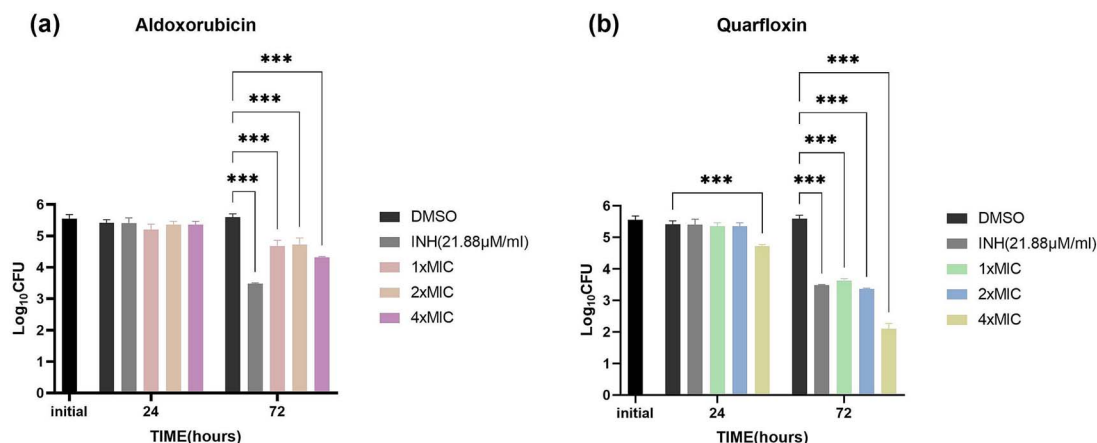 (a)
Aldoxorubicin
***
***
***
***
6
5
4
3
2
1
0
Log₁₀CFU
initial
24
72
TIME(hours)
DMSO
INH(21.88μM/ml)
1xMIC
2xMIC
4xMIC
(b)
Quarfloxin
***
***
***
***
***
6
5
4
3
2
1
0
Log₁₀CFU
initial
24
72
TIME(hours)
DMSO
INH(21.88μM/ml)
1xMIC
2xMIC
4xMIC